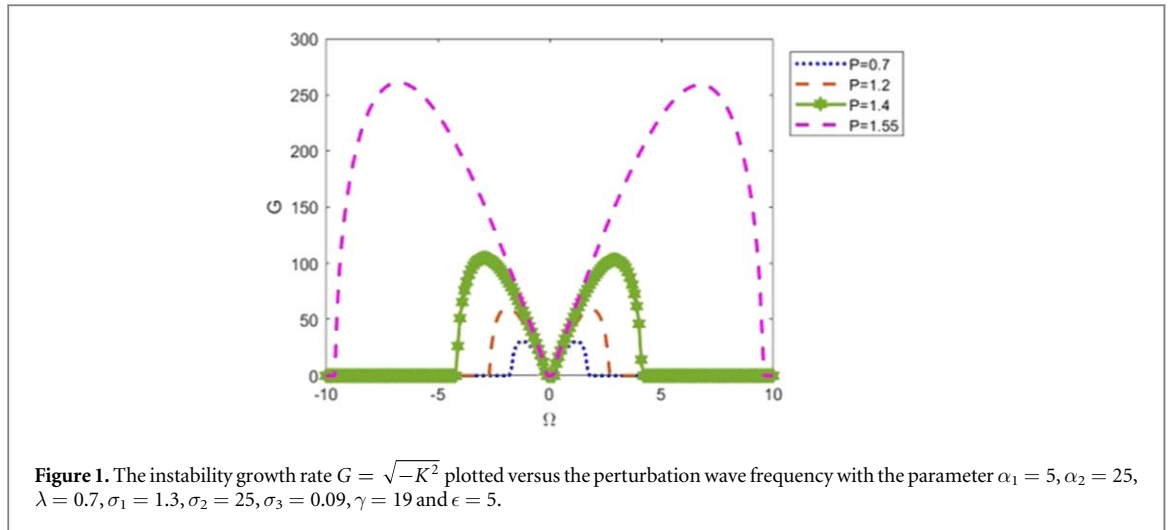 300
250
200
150
100
50
0
G
-10 -5 0 5 10
Ω
P=0.7
P=1.2
P=1.4
P=1.55
Figure 1. The instability growth rate G = √−K² plotted versus the perturbation wave frequency with the parameter α₁ = 5, α₂ = 25,
λ = 0.7, σ₁ = 1.3, σ₂ = 25, σ₃ = 0.09, γ = 19 and ϵ = 5.